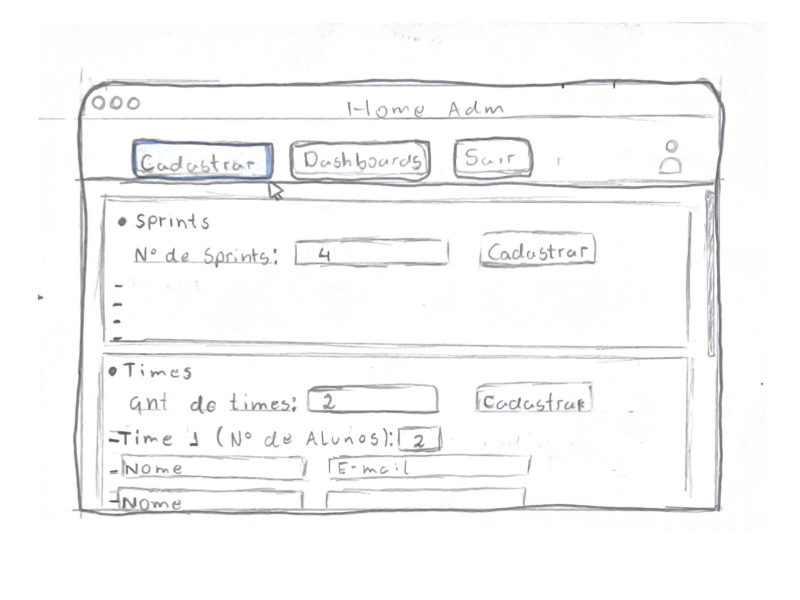 Home Adm
Cadastrar Dashboards Sair
• Sprints
Nº de Sprints: 4 Cadastrar
-
-
-
-
• Times
qnt de times: 2 Cadastrar
-Time 1 (Nº de Alunos): 2
-Nome E-mail
-Nome